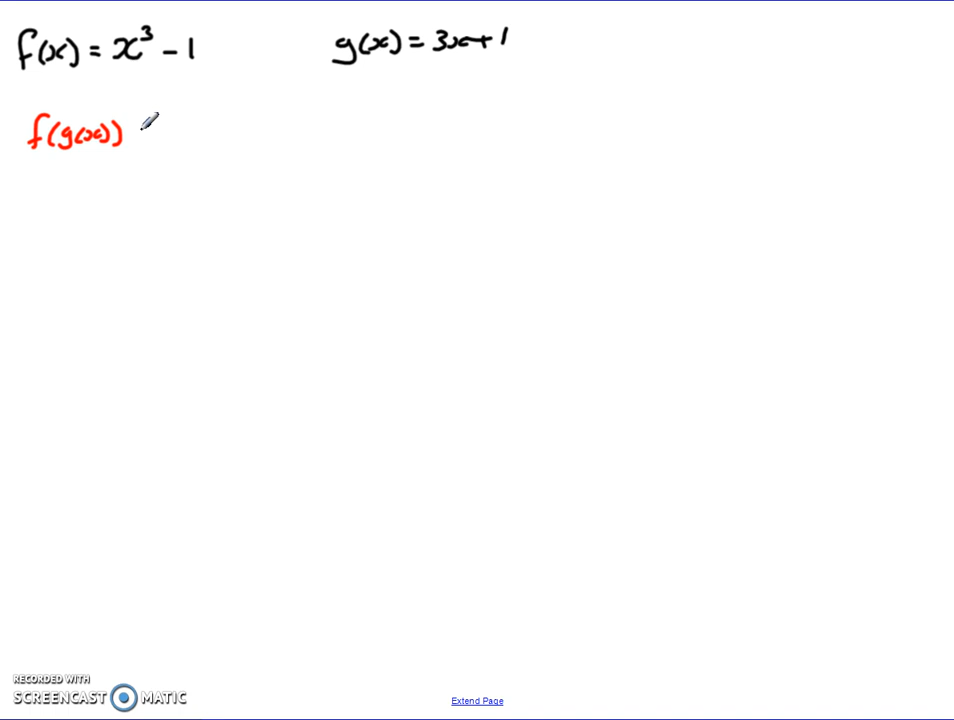 f(x) = x³ - 1
g(x) = 3x + 1
f(g(x))
RECORDED WITH
SCREENCAST MATIC
Extend Page